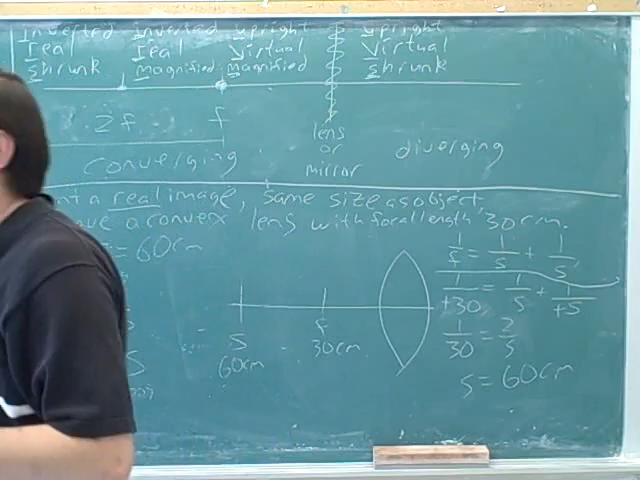 Inverted inverted upright upright
real real Virtual Virtual
Shrunk magnified magnified Shrunk
2f f
lens
or
mirror
converging diverging
a real image, same size as object
a convex lens with focal length 30cm.
= 60cm
1/f = 1/s + 1/s'
1/+30 = 1/s + 1/+s
1/30 = 2/s
s = 60cm
S f
60cm 30cm
S